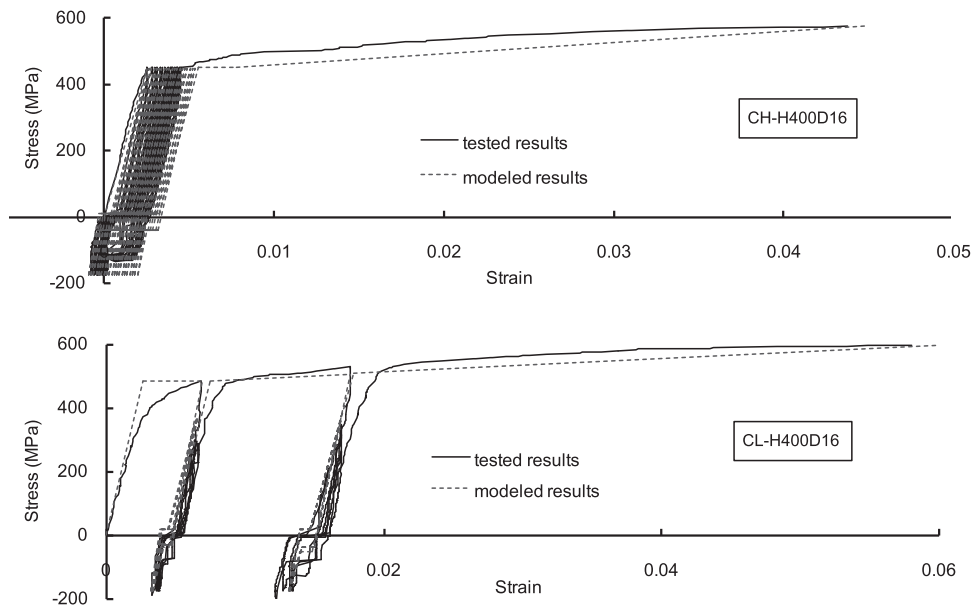 600
400
200
0
-200
Stress (MPa)
CH-H400D16
tested results
modeled results
0.01 0.02 0.03 0.04 0.05
Strain
600
400
200
0
-200
Stress (MPa)
CL-H400D16
tested results
modeled results
0 0.02 0.04 0.06
Strain